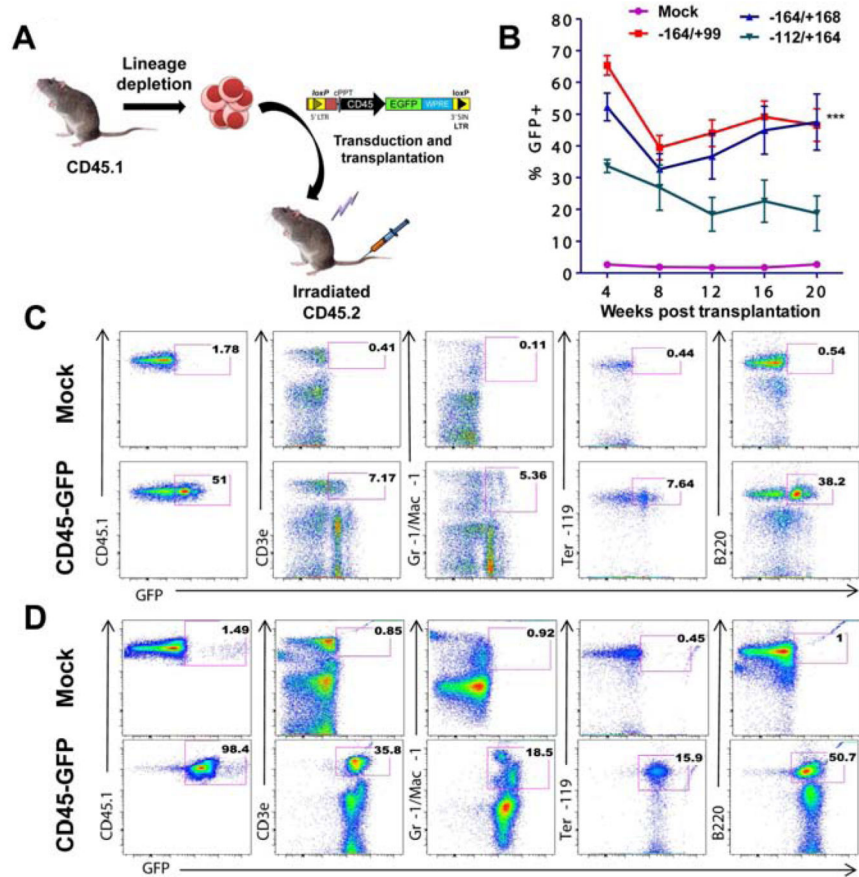 A
Lineage
depletion
CD45.1
loxP cPPT loxP
CD45 EGFP WPRE
5' LTR 3' SIN
LTR
Transduction and
transplantation
Irradiated
CD45.2
B
Mock
-164/+168
-164/+99
-112/+164
% GFP+
80
70
60
50
40
30
20
10
0
***
4 8 12 16 20
Weeks post transplantation
C
Mock
1.78
0.41
0.11
0.44
0.54
CD45-GFP
51
7.17
5.36
7.64
38.2
CD45.1
CD3e
Gr -1/Mac -1
Ter -119
B220
GFP
D
Mock
1.49
0.85
0.92
0.45
1
CD45-GFP
98.4
35.8
18.5
15.9
50.7
CD45.1
CD3e
Gr -1/Mac -1
Ter -119
B220
GFP